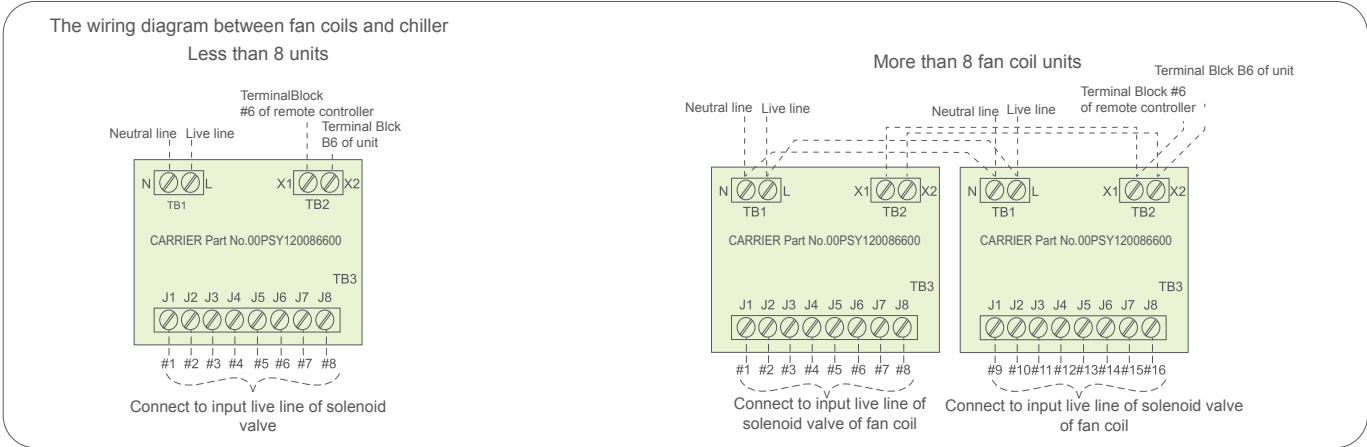 The wiring diagram between fan coils and chiller
Less than 8 units
TerminalBlock
#6 of remote controller
Neutral line Live line
Terminal Blck
B6 of unit
N L X1 X2
TB1 TB2
CARRIER Part No.00PSY120086600
TB3
J1 J2 J3 J4 J5 J6 J7 J8
#1 #2 #3 #4 #5 #6 #7 #8
Connect to input live line of solenoid
valve
More than 8 fan coil units
Terminal Blck B6 of unit
Terminal Block #6
of remote controller
Neutral line Live line
Neutral line Live line
N L X1 X2
TB1 TB2
CARRIER Part No.00PSY120086600
TB3
J1 J2 J3 J4 J5 J6 J7 J8
#1 #2 #3 #4 #5 #6 #7 #8
Connect to input live line of
solenoid valve of fan coil
N L X1 X2
TB1 TB2
CARRIER Part No.00PSY120086600
TB3
J1 J2 J3 J4 J5 J6 J7 J8
#9 #10 #11 #12 #13 #14 #15 #16
Connect to input live line of solenoid valve
of fan coil